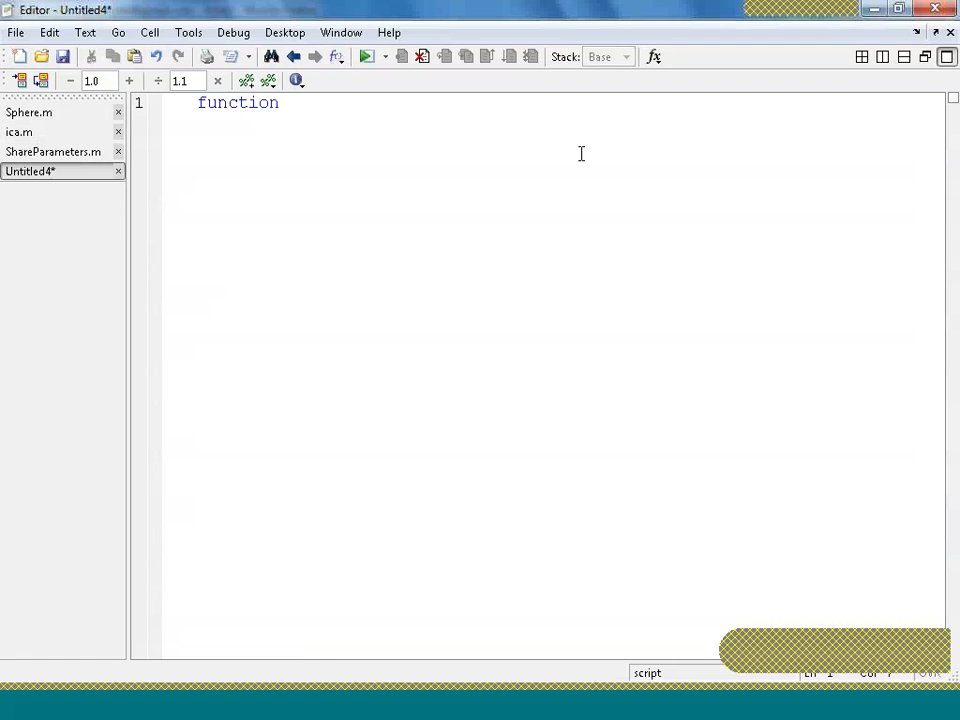 Editor - Untitled4*
File Edit Text Go Cell Tools Debug Desktop Window Help
Stack: Base fx
1.0 1.1
Sphere.m
ica.m
ShareParameters.m
Untitled4*
1 function
script